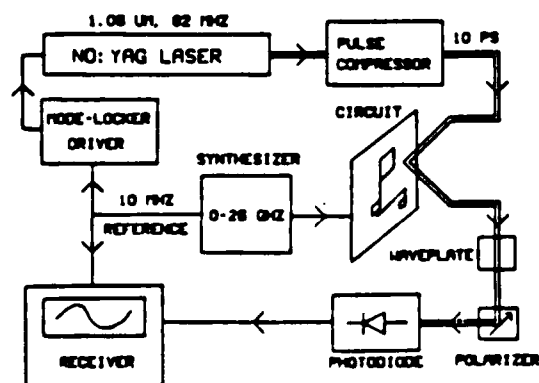 1.06 UM, 82 MHZ
ND: YAG LASER
PULSE
COMPRESSOR
10 PS
MODE-LOCKER
DRIVER
CIRCUIT
SYNTHESIZER
10 MHZ
REFERENCE
0-26 GHZ
WAVEPLATE
RECEIVER
PHOTODIODE
POLARIZER